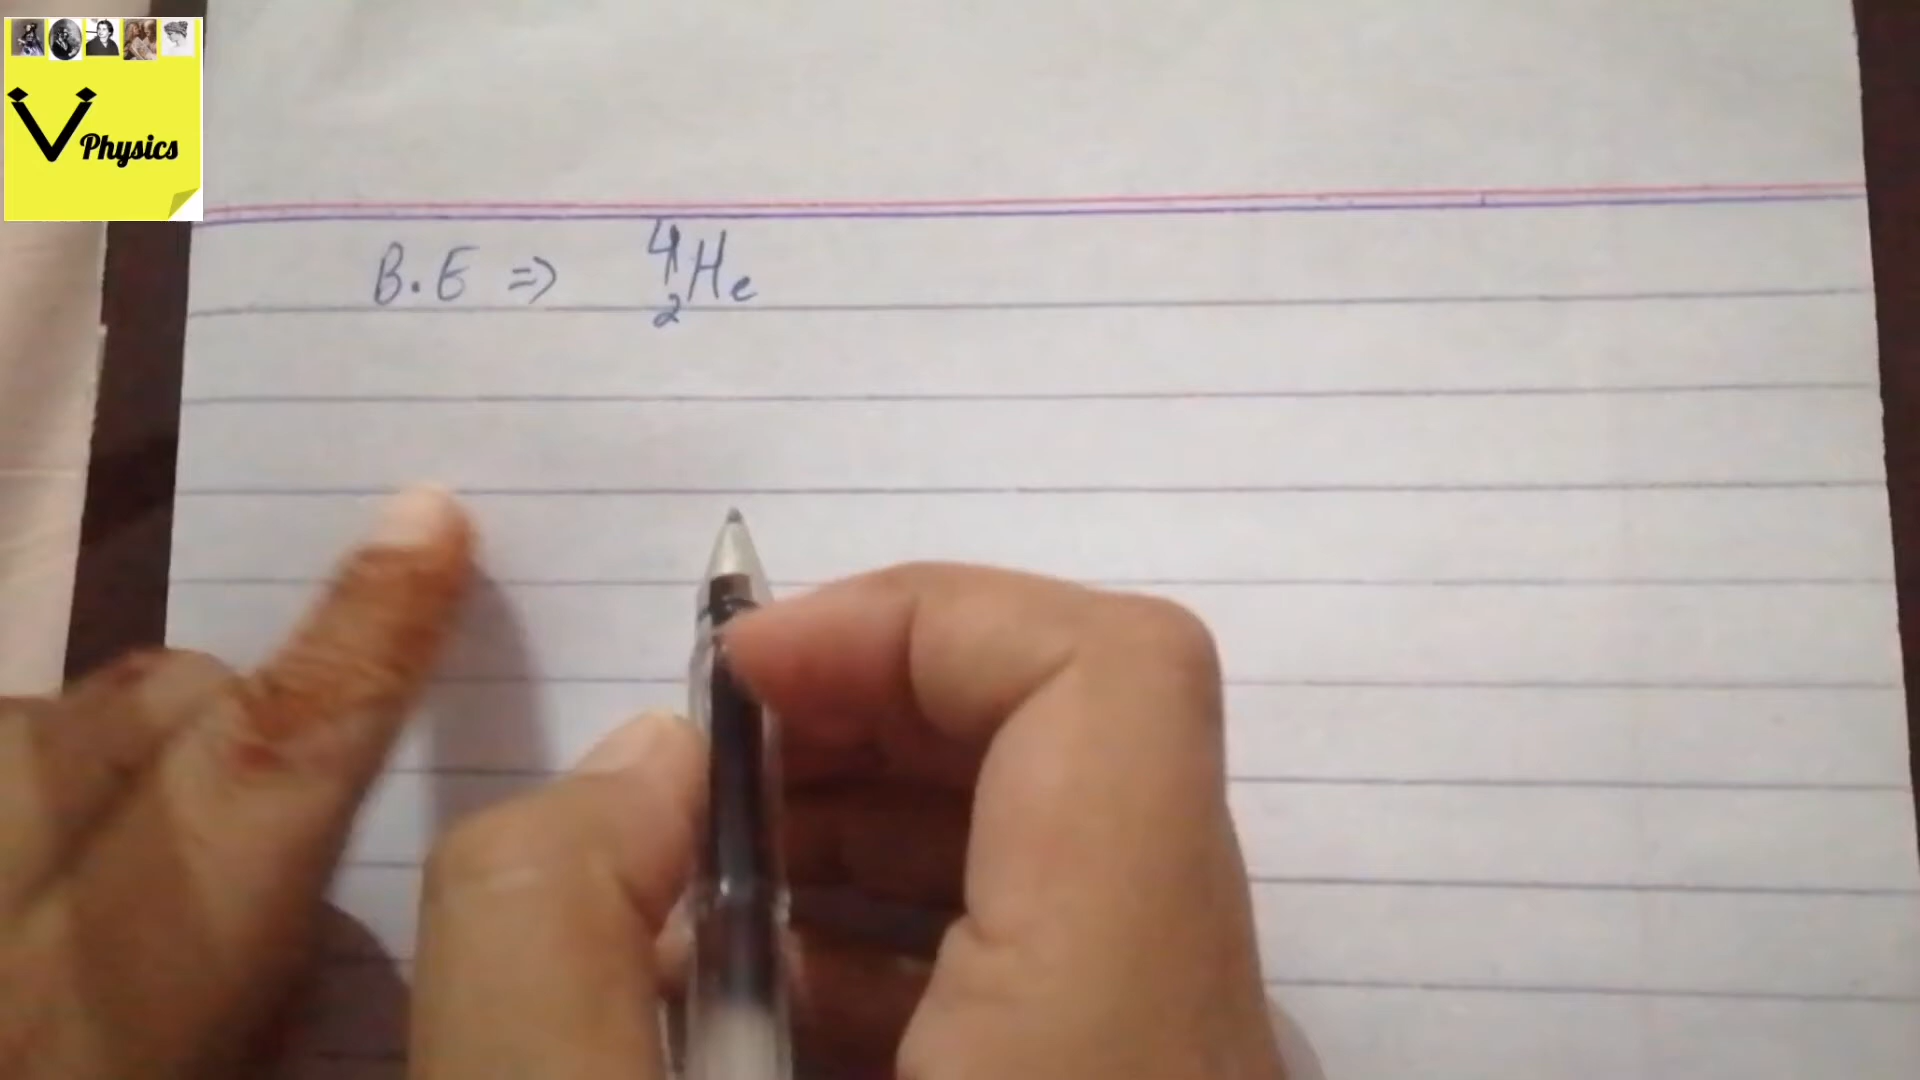 V Physics
B.E => ⁴₂He